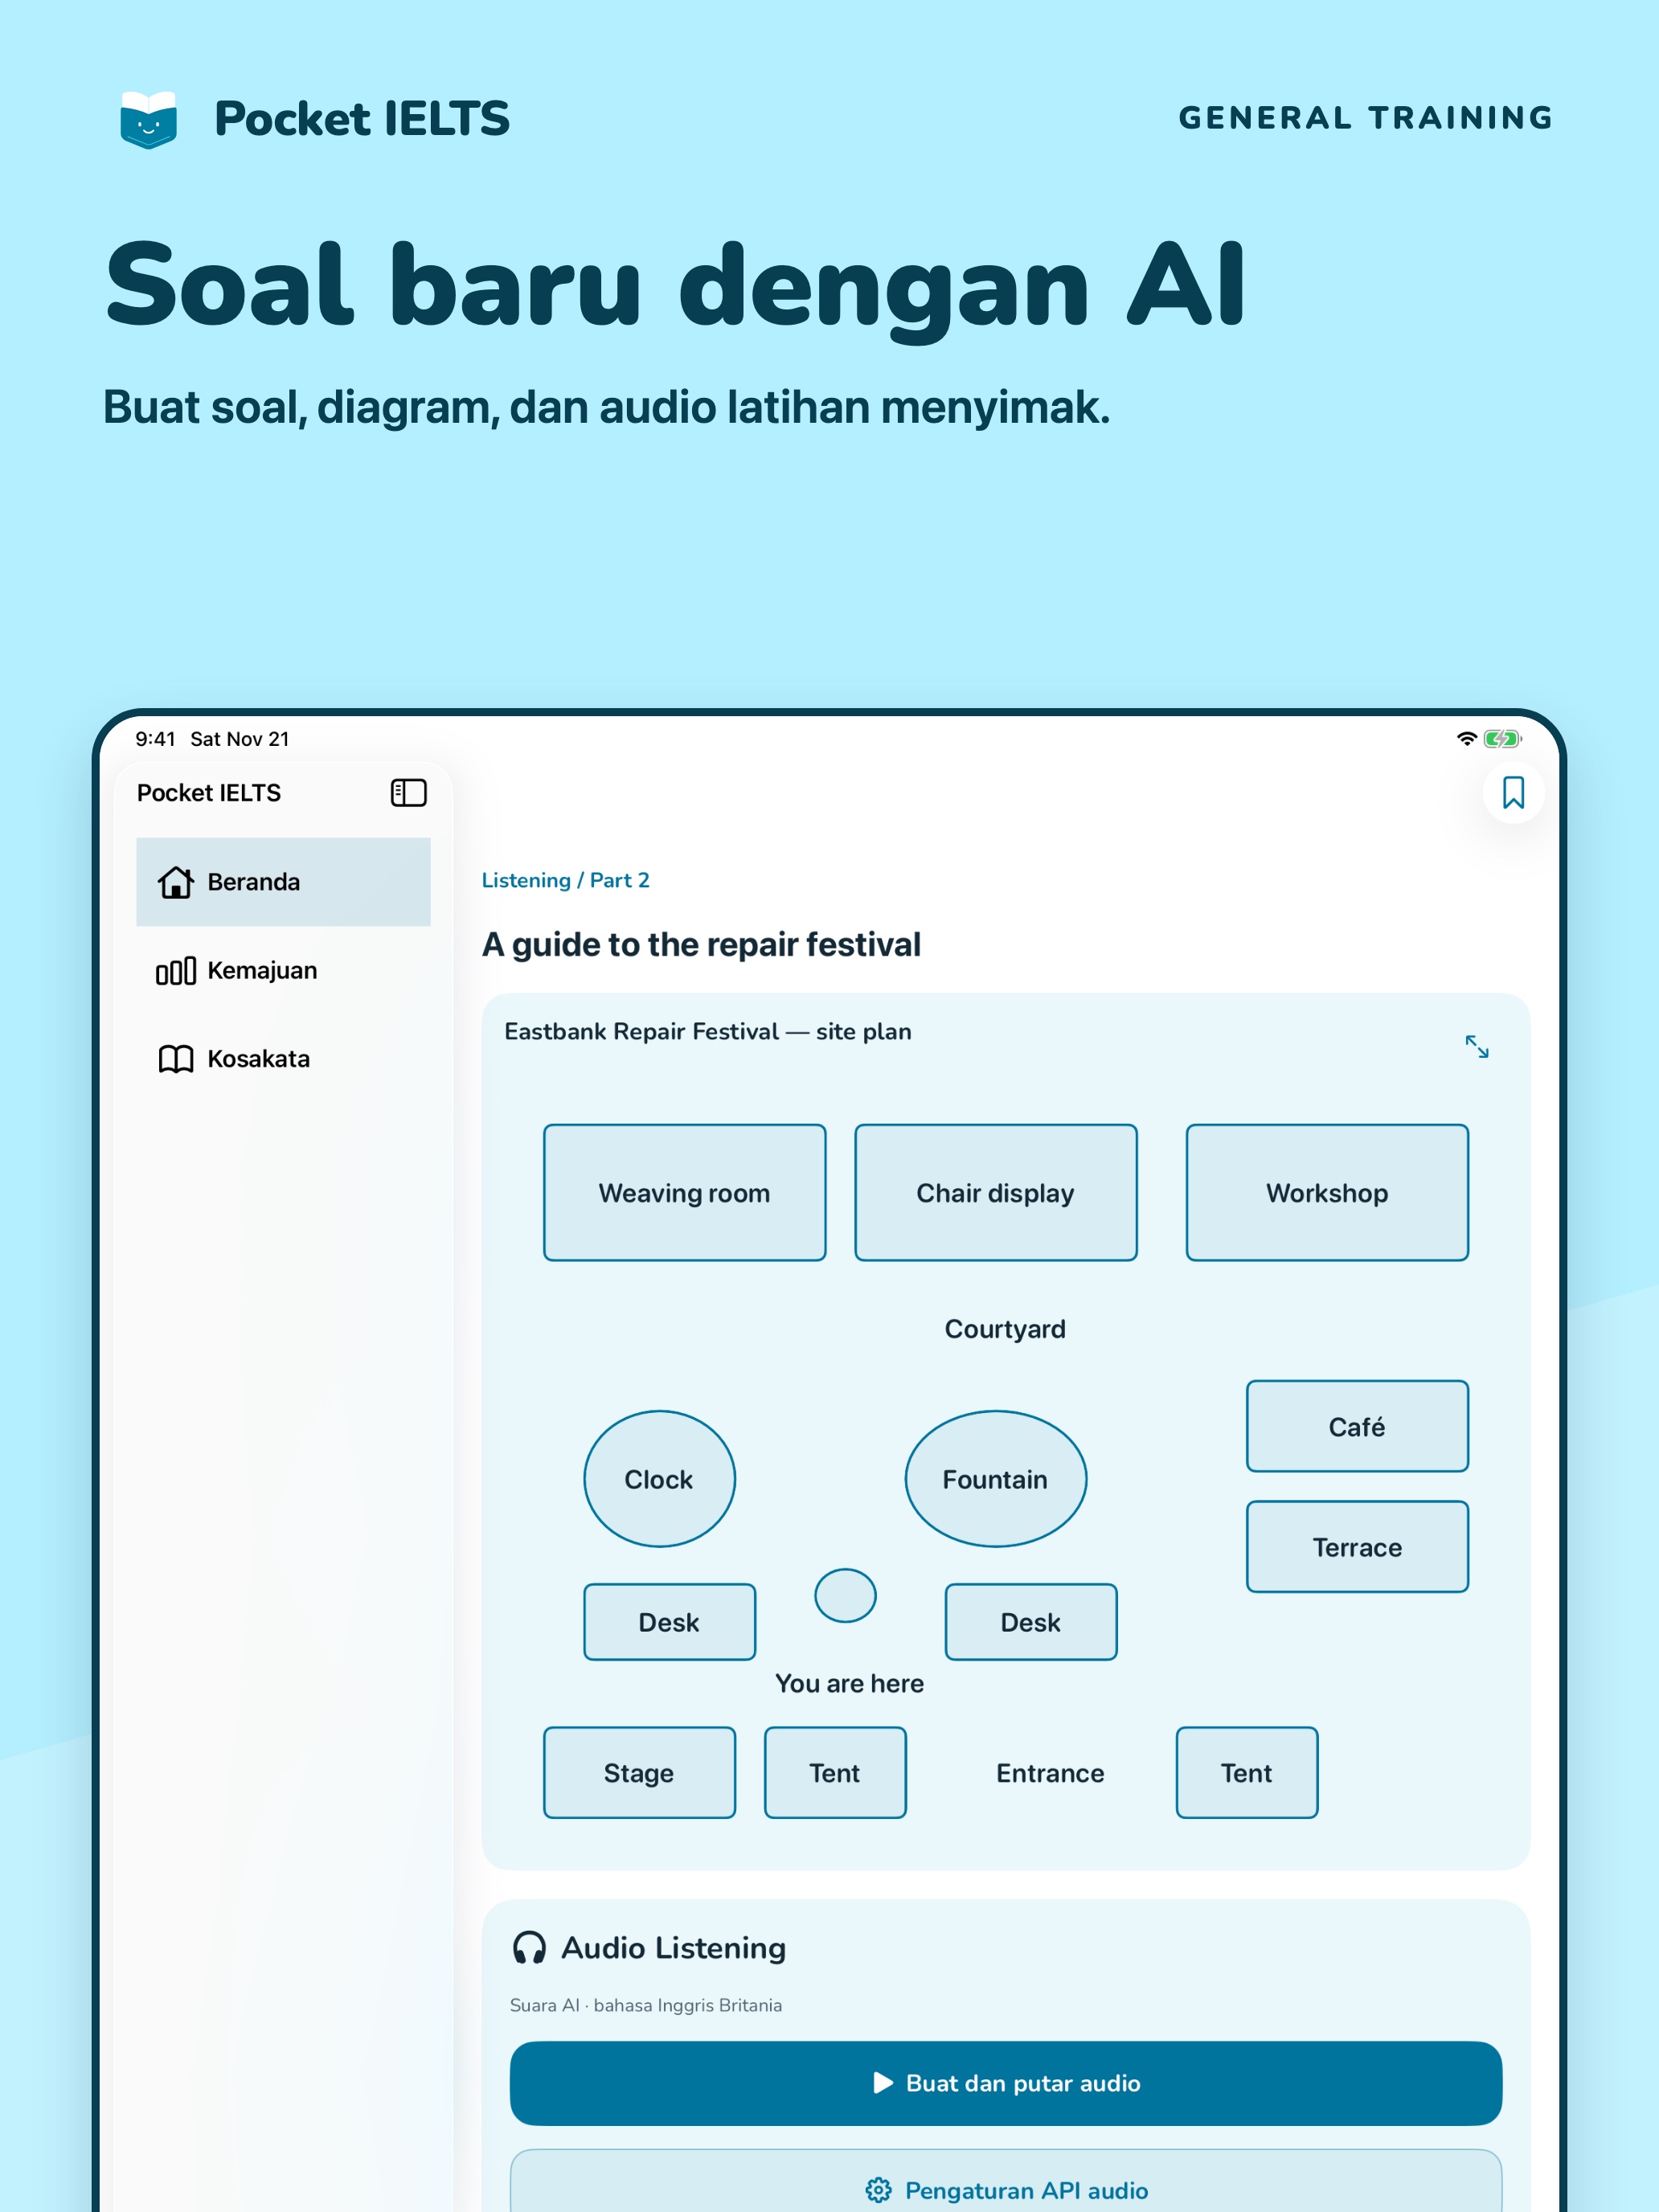 Pocket IELTS
GENERAL TRAINING
Soal baru dengan AI
Buat soal, diagram, dan audio latihan menyimak.
9:41 Sat Nov 21
Pocket IELTS
Beranda
Kemajuan
Kosakata
Listening / Part 2
A guide to the repair festival
Eastbank Repair Festival — site plan
Weaving room
Chair display
Workshop
Courtyard
Café
Clock
Fountain
Terrace
Desk
Desk
You are here
Stage
Tent
Entrance
Tent
Audio Listening
Suara AI · bahasa Inggris Britania
Buat dan putar audio
Pengaturan API audio